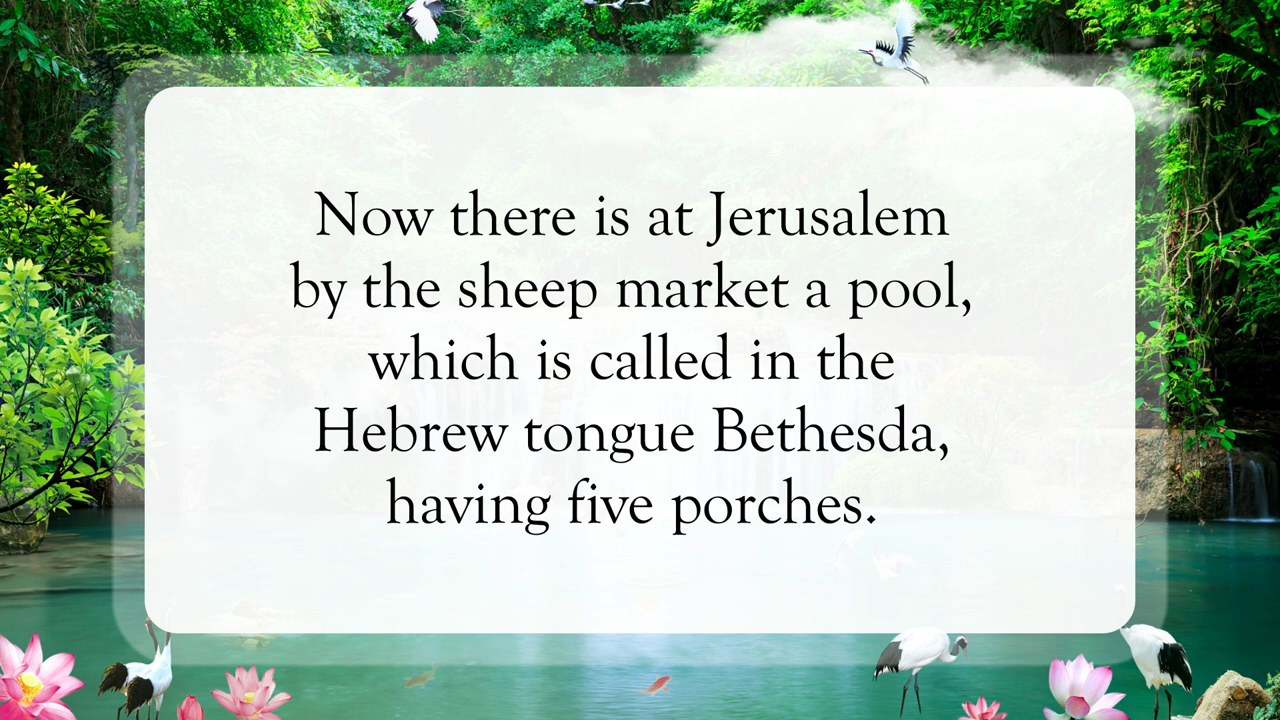 Now there is at Jerusalem
by the sheep market a pool,
which is called in the
Hebrew tongue Bethesda,
having five porches.